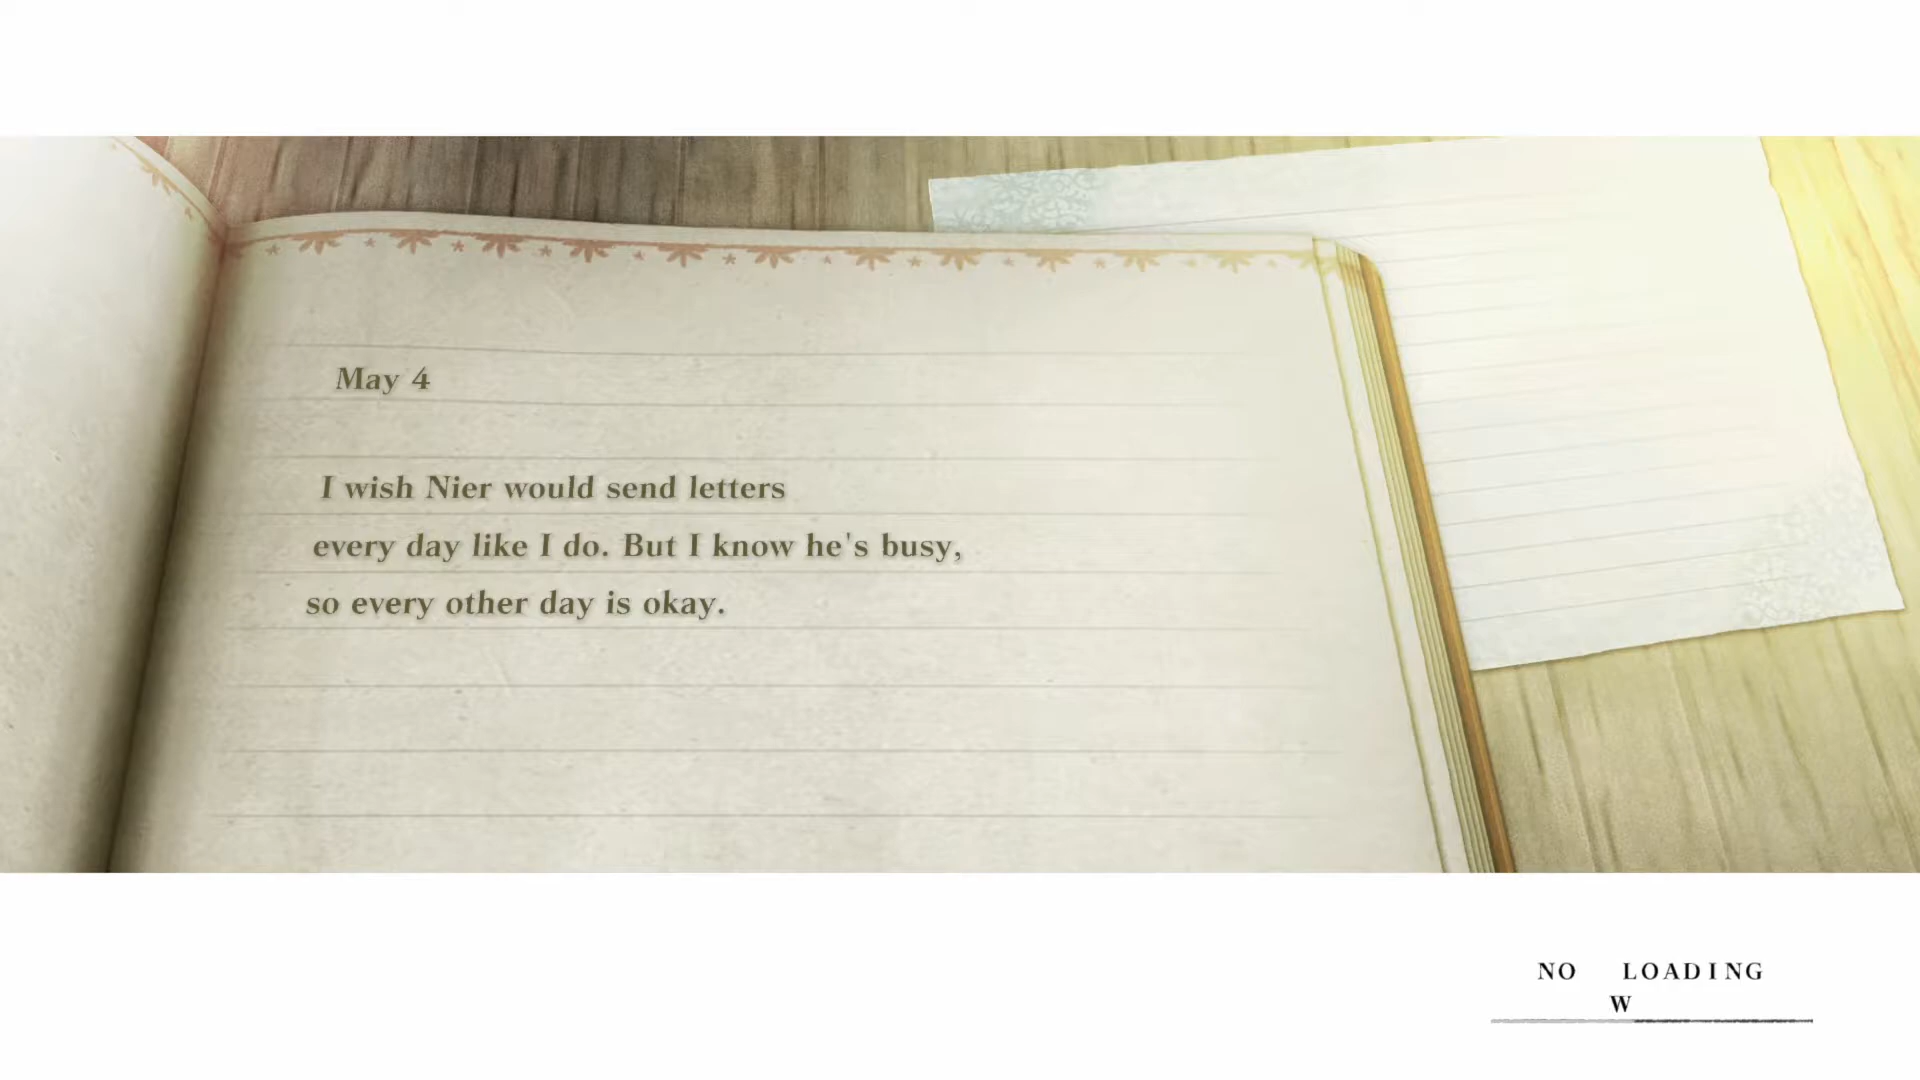 May 4
I wish Nier would send letters
every day like I do. But I know he's busy,
so every other day is okay.
NO LOADING
W